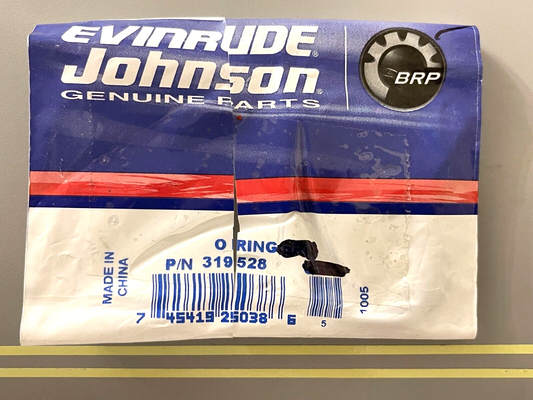 EVINRUDE®
Johnson®
GENUINE PARTS
BRP
O RING
P/N 319528
MADE IN
CHINA
7 45419 25038 6
5
1005